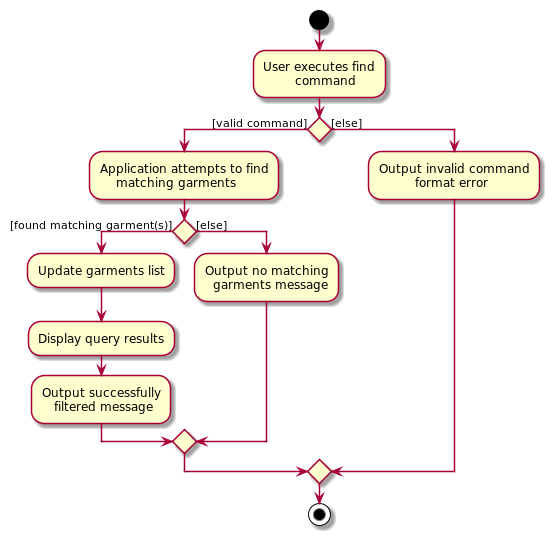 User executes find
command
[valid command]
[else]
Application attempts to find
matching garments
Output invalid command
format error
[found matching garment(s)]
[else]
Update garments list
Output no matching
garments message
Display query results
Output successfully
filtered message